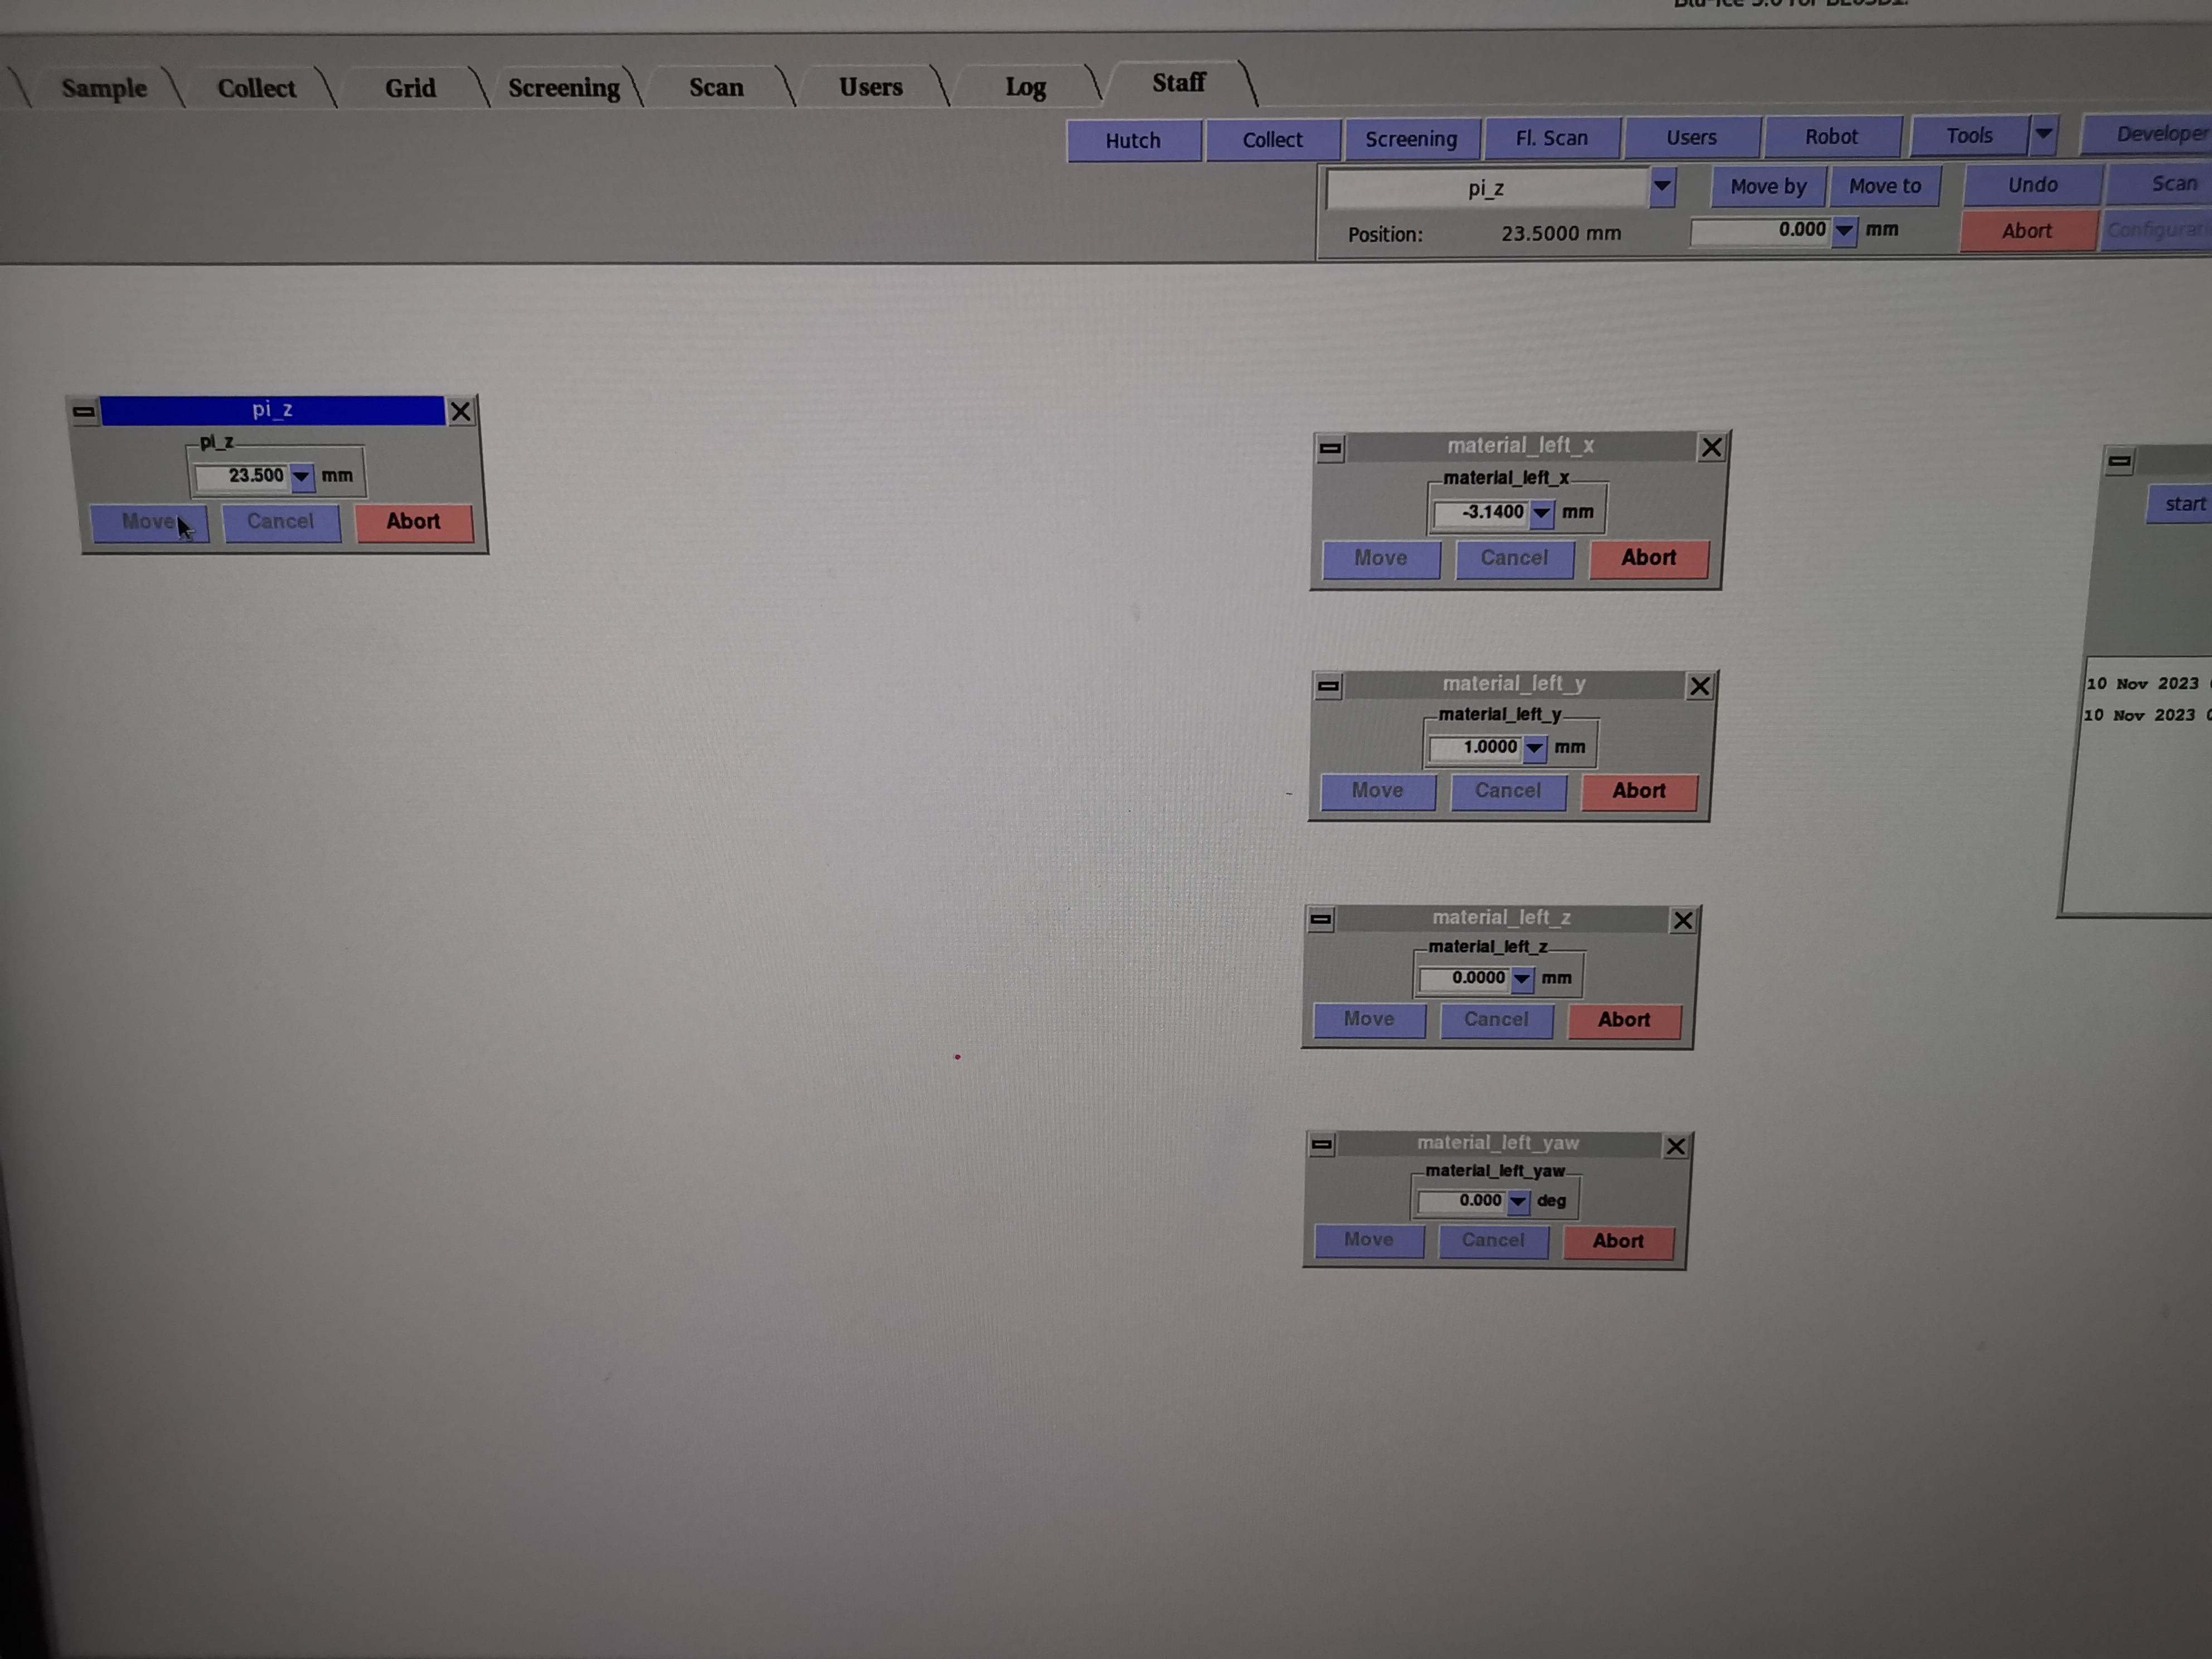 Sample Collect Grid Screening Scan Users Log Staff
Hutch Collect Screening Fl. Scan Users Robot Tools Developer
pi_z Move by Move to Undo Scan
Position: 23.5000 mm 0.000 mm Abort Configurati
pi_z
pi_z
23.500 mm
Move Cancel Abort
material_left_x
material_left_x
-3.1400 mm
Move Cancel Abort
start
material_left_y
material_left_y
1.0000 mm
Move Cancel Abort
10 Nov 2023
10 Nov 2023 0
material_left_z
material_left_z
0.0000 mm
Move Cancel Abort
material_left_yaw
material_left_yaw
0.000 deg
Move Cancel Abort